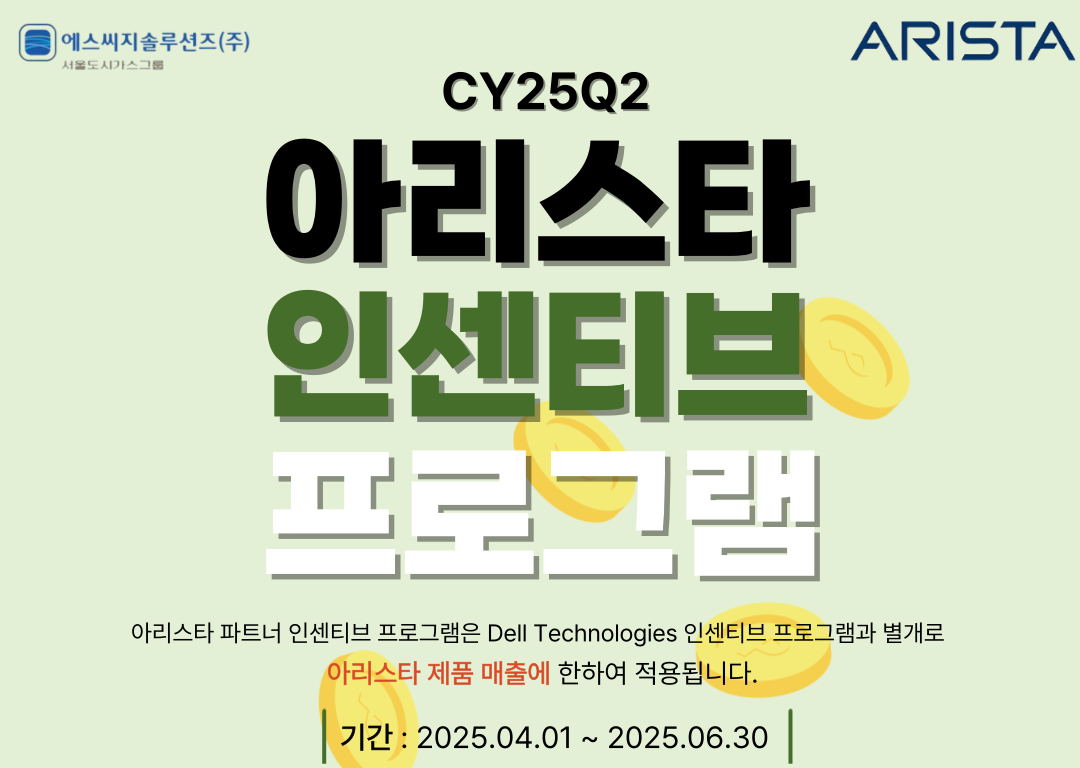 에스씨지솔루션즈(주)
서울도시가스그룹
ARISTA
CY25Q2
아리스타
인센티브
프로그램
아리스타 파트너 인센티브 프로그램은 Dell Technologies 인센티브 프로그램과 별개로
아리스타 제품 매출에 한하여 적용됩니다.
기간 : 2025.04.01 ~ 2025.06.30